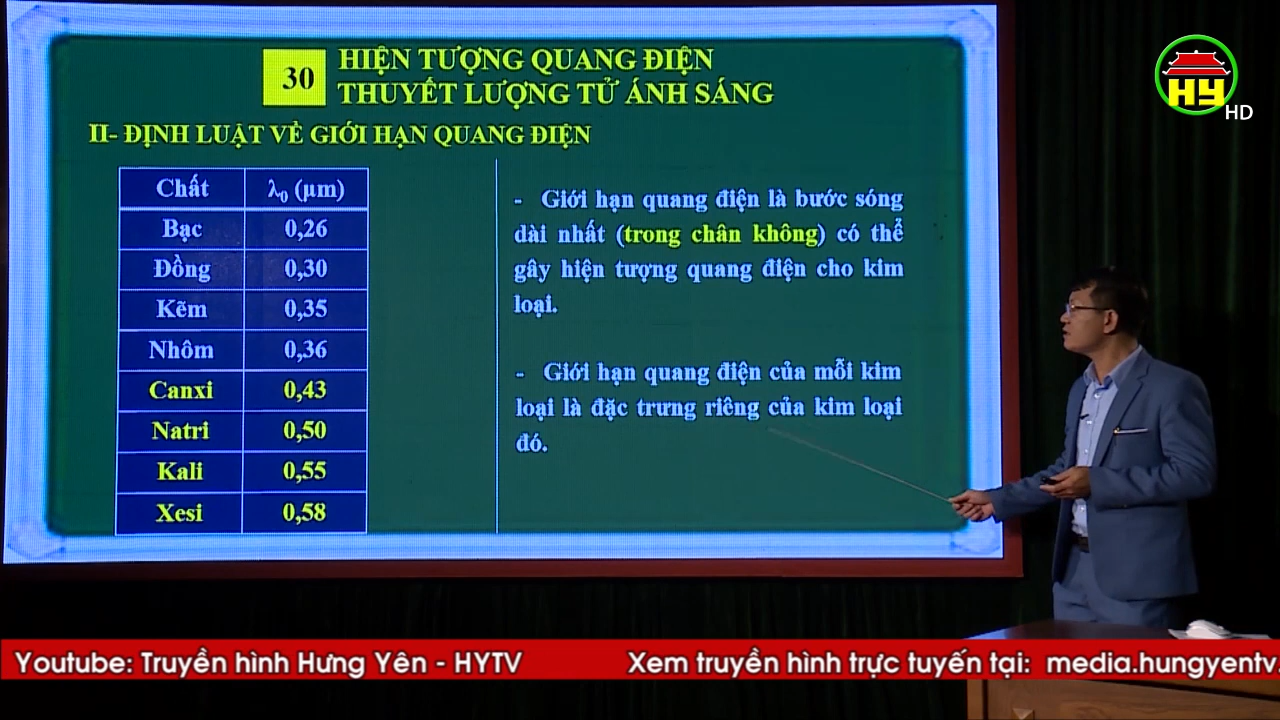 30
HIỆN TƯỢNG QUANG ĐIỆN
THUYẾT LƯỢNG TỬ ÁNH SÁNG
II- ĐỊNH LUẬT VỀ GIỚI HẠN QUANG ĐIỆN
Chất λ₀ (μm)
Bạc 0,26
Đồng 0,30
Kẽm 0,35
Nhôm 0,36
Canxi 0,43
Natri 0,50
Kali 0,55
Xesi 0,58
- Giới hạn quang điện là bước sóng
dài nhất (trong chân không) có thể
gây hiện tượng quang điện cho kim
loại.
- Giới hạn quang điện của mỗi kim
loại là đặc trưng riêng của kim loại
đó.
HY
HD
Youtube: Truyền hình Hưng Yên - HYTV Xem truyền hình trực tuyến tại: media.hungyentv.